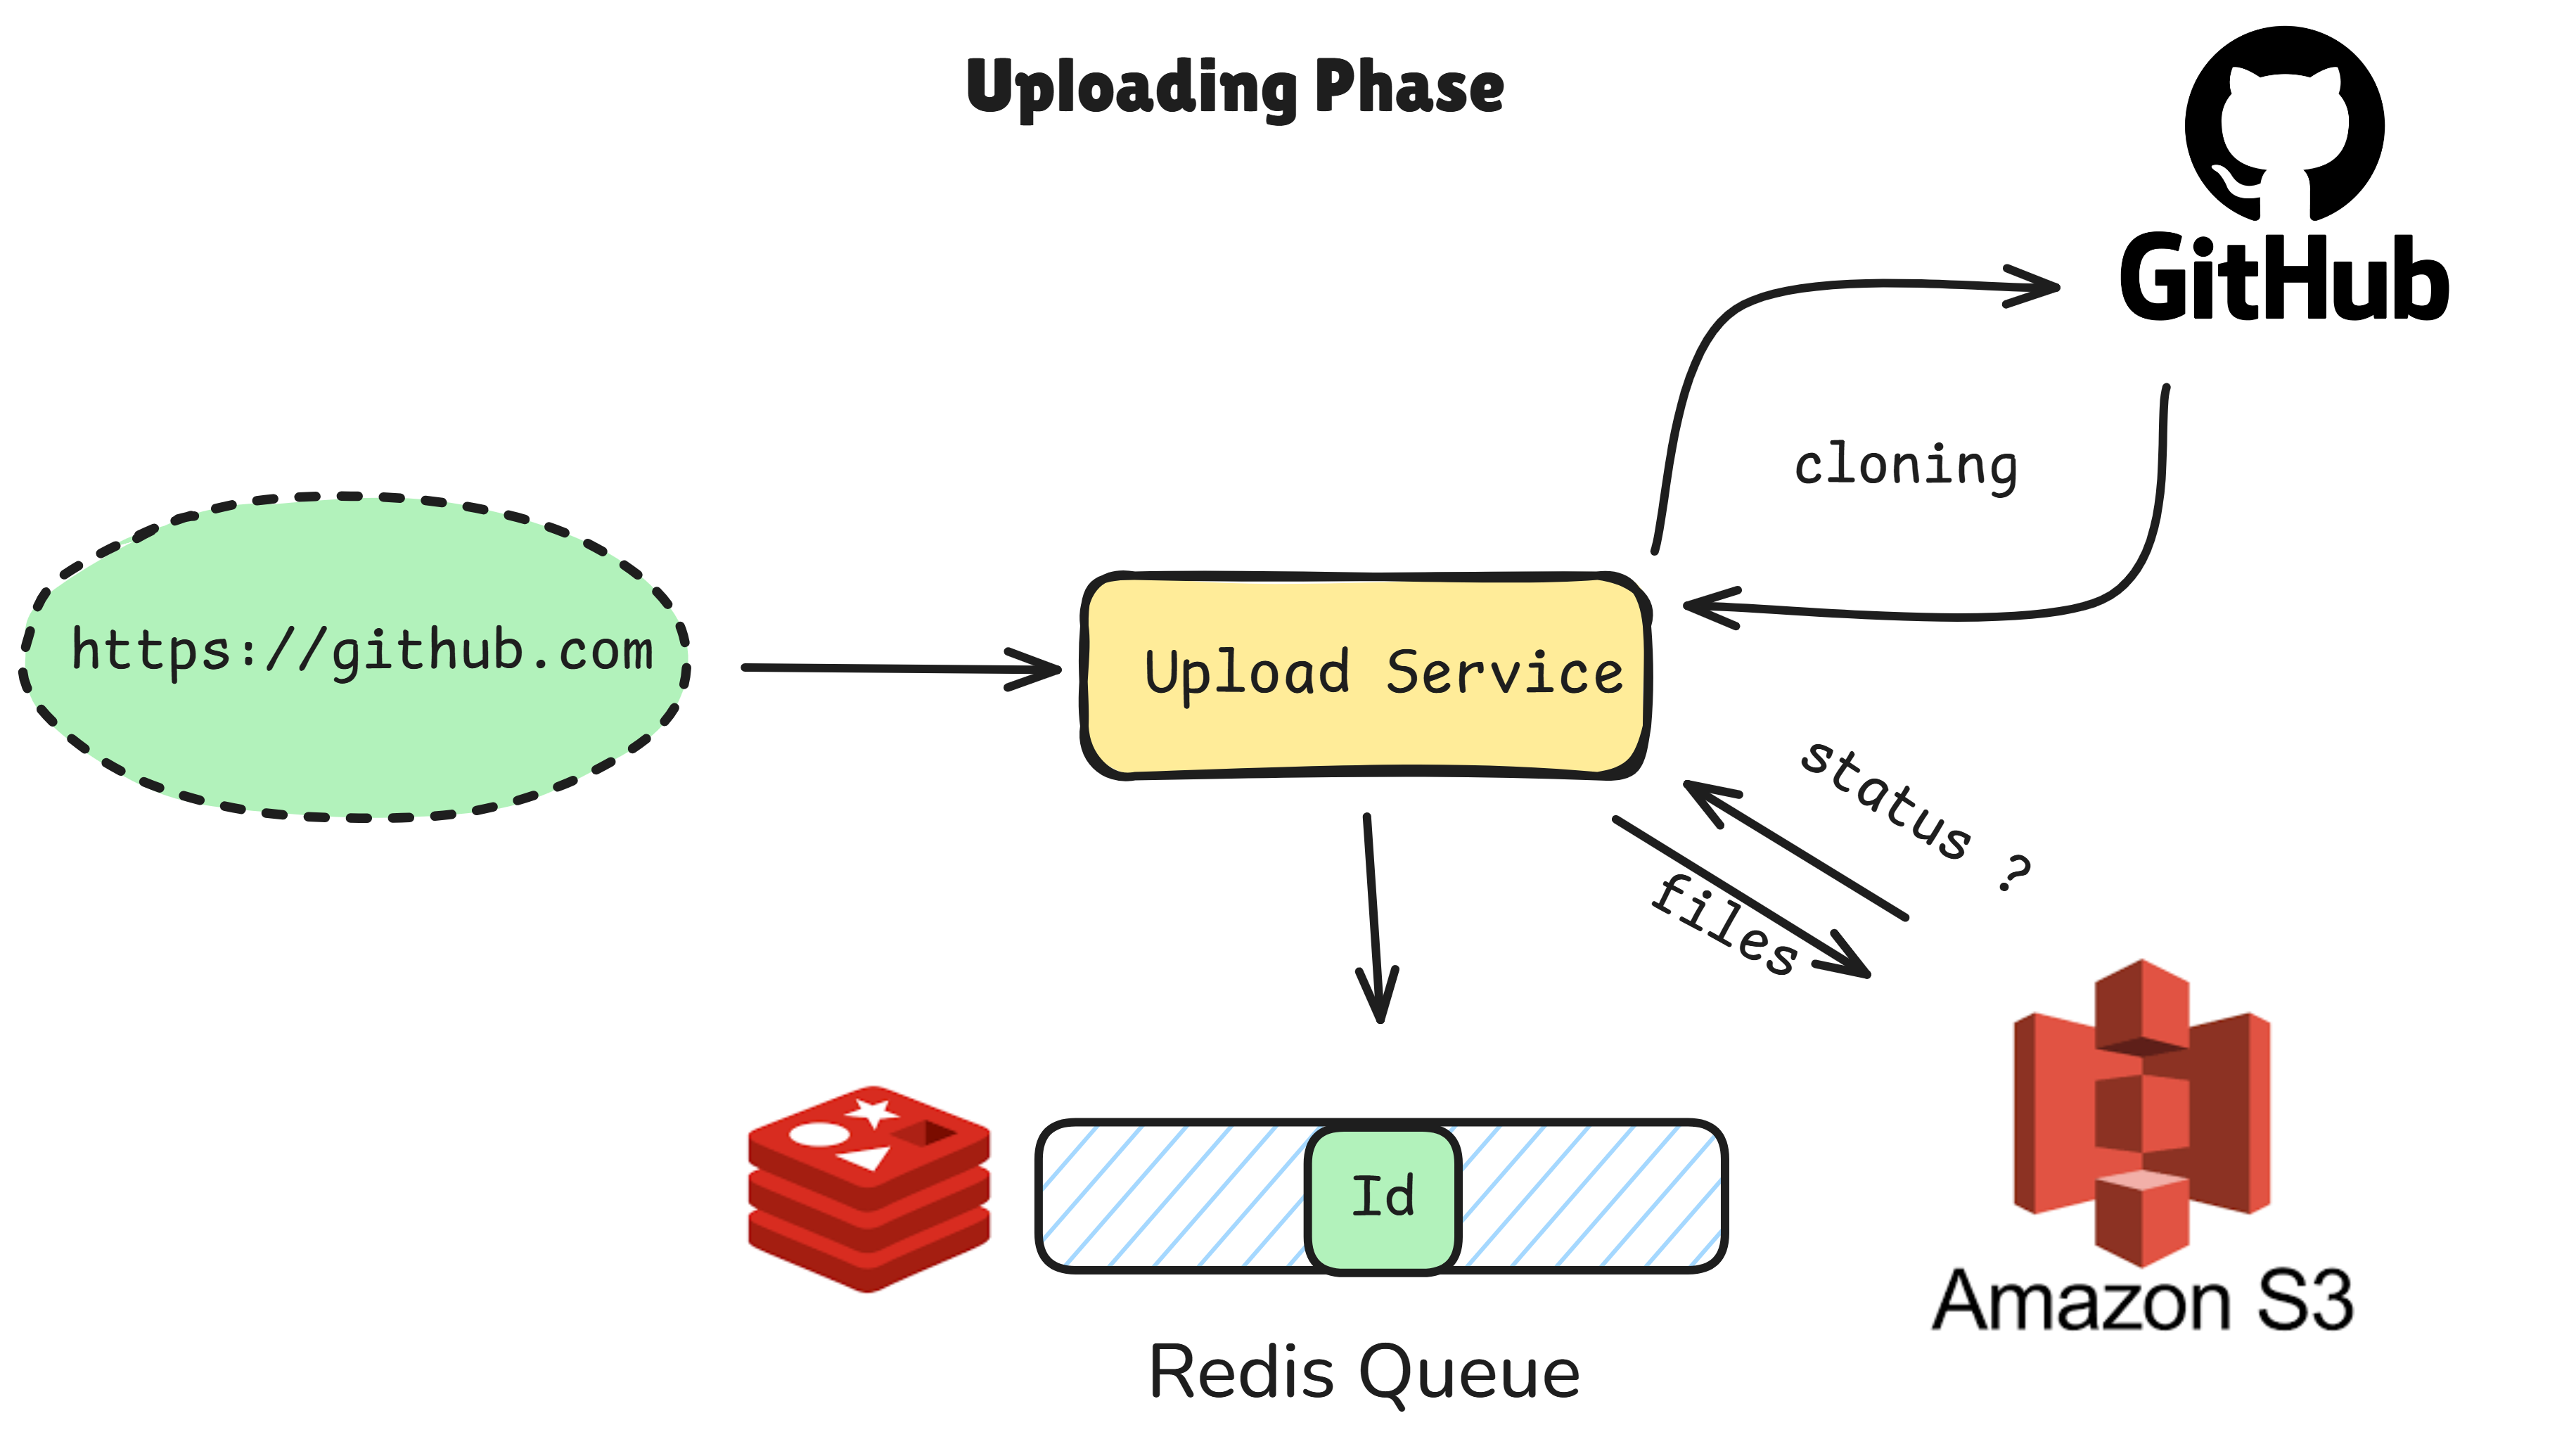 Uploading Phase
GitHub
cloning
https://github.com
Upload Service
status ?
files
Id
Amazon S3
Redis Queue